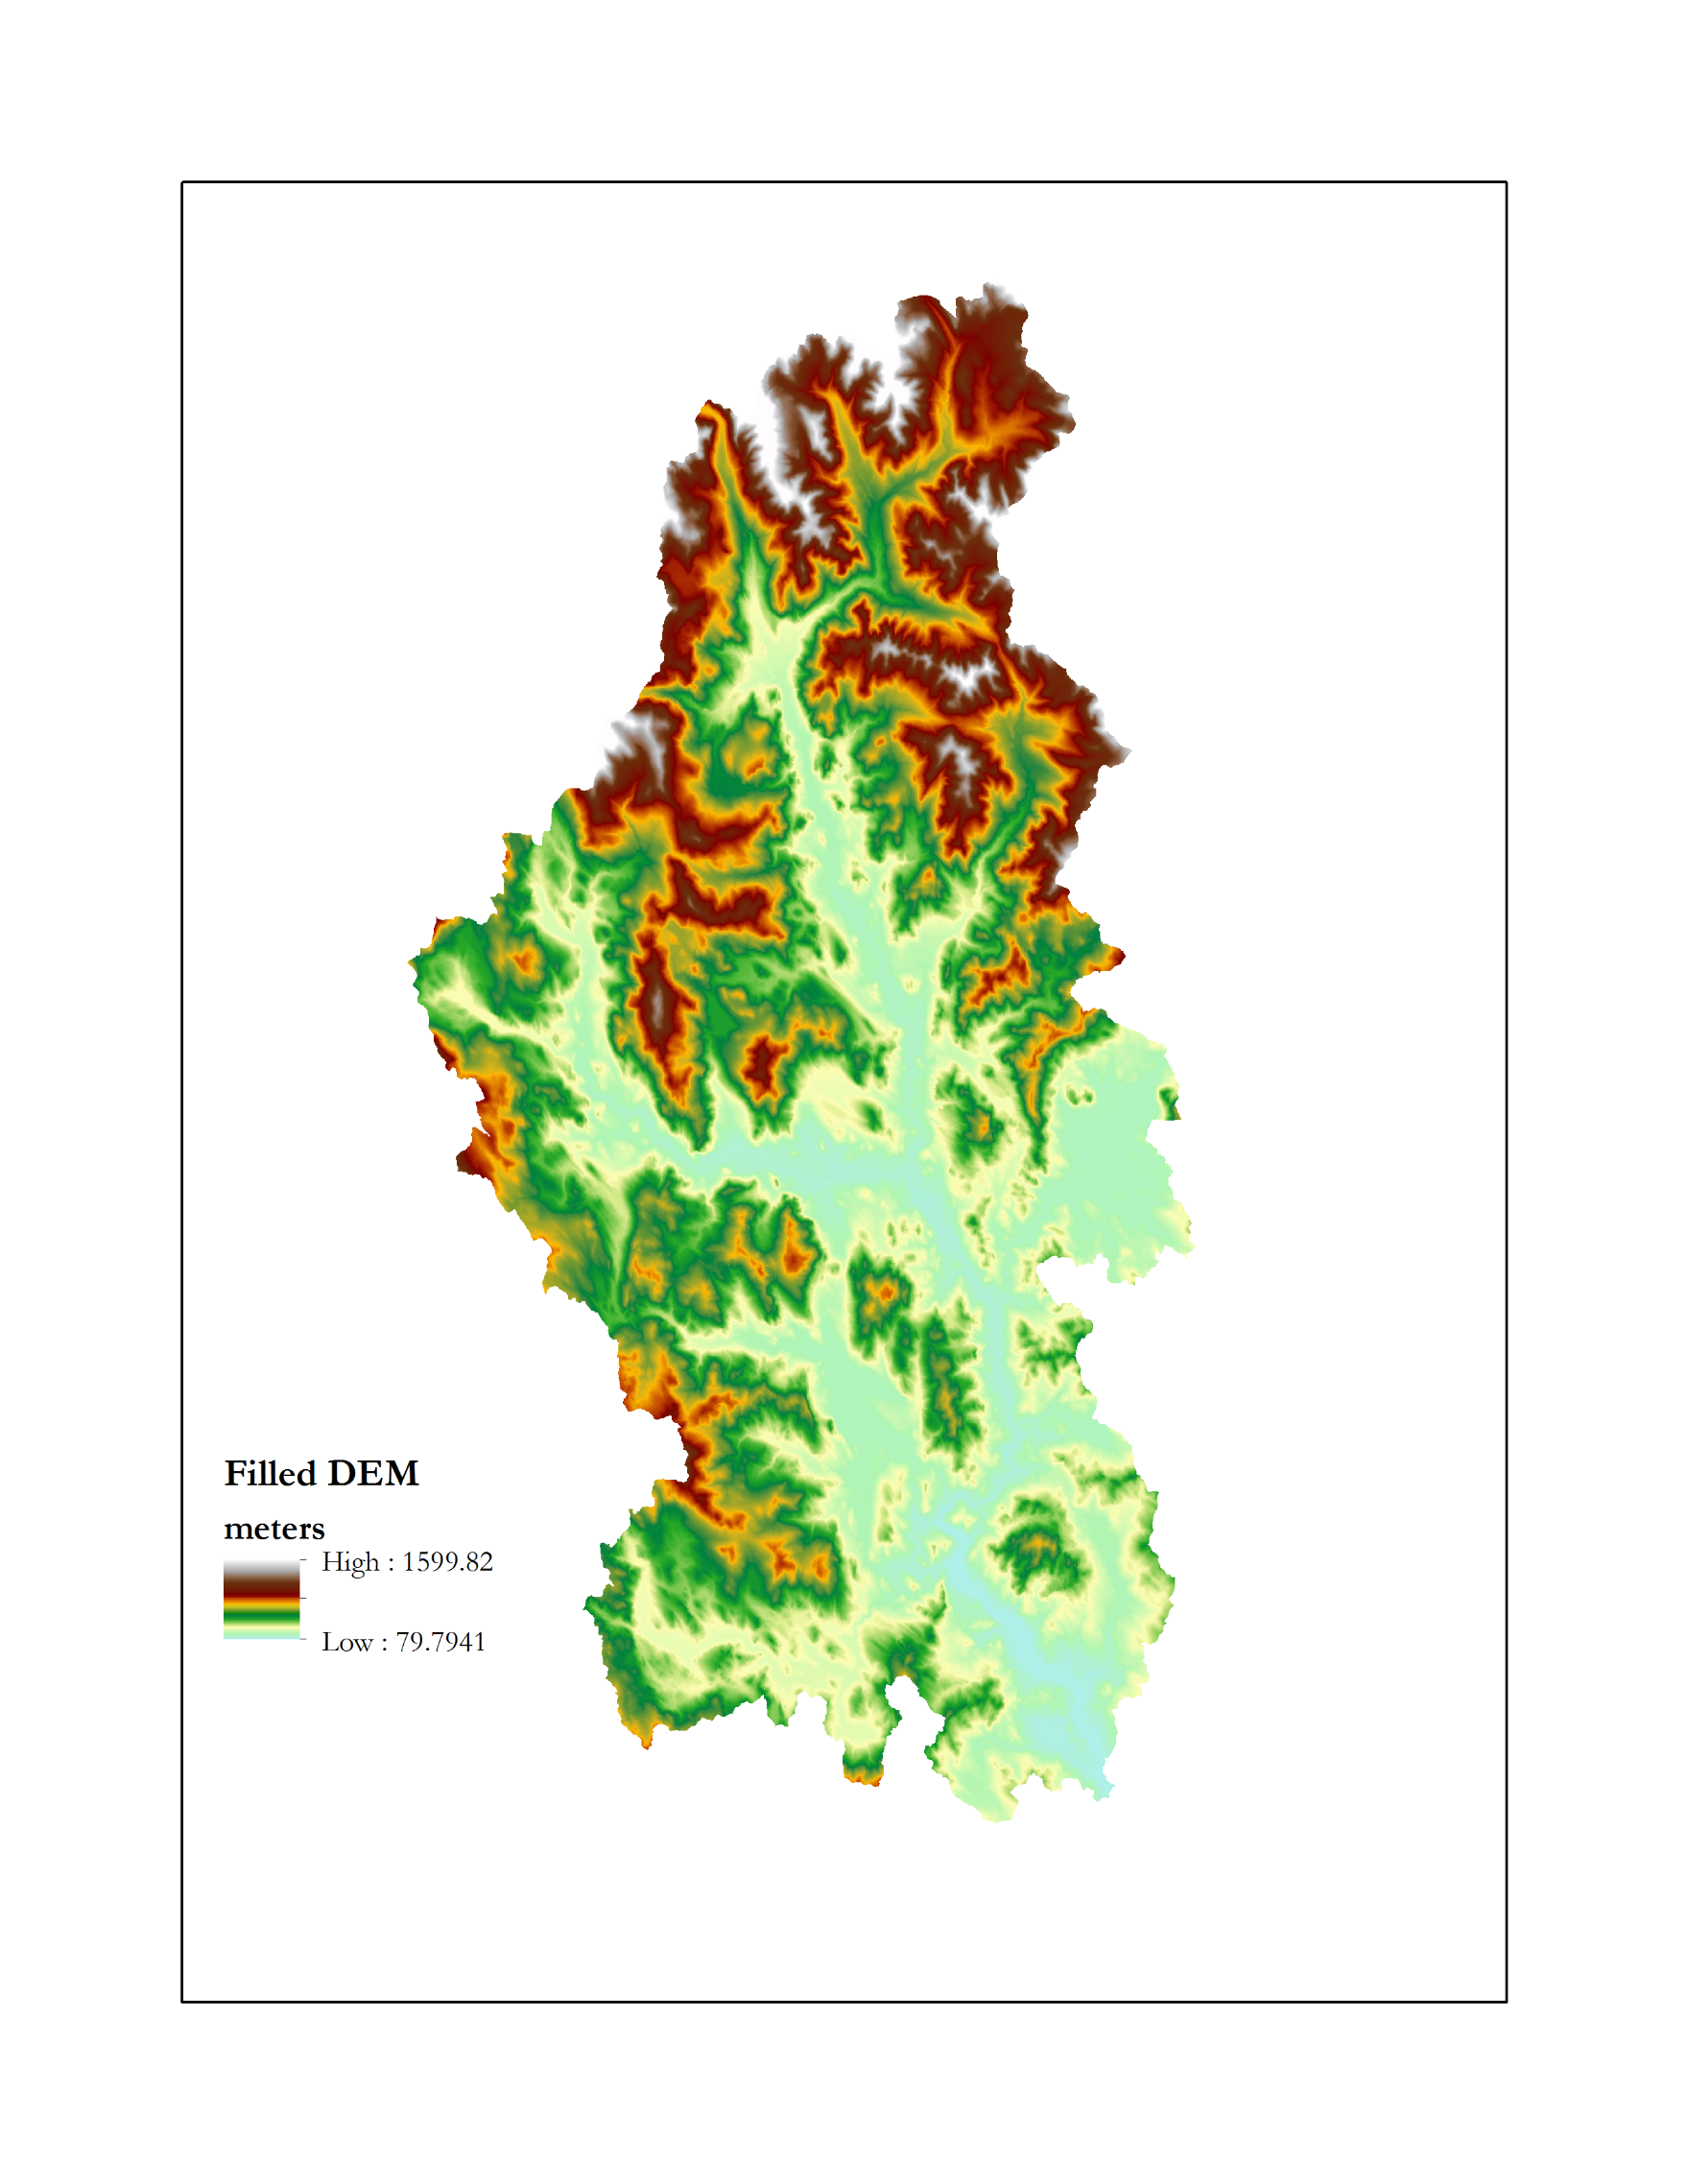 Filled DEM
meters
High : 1599.82
Low : 79.7941